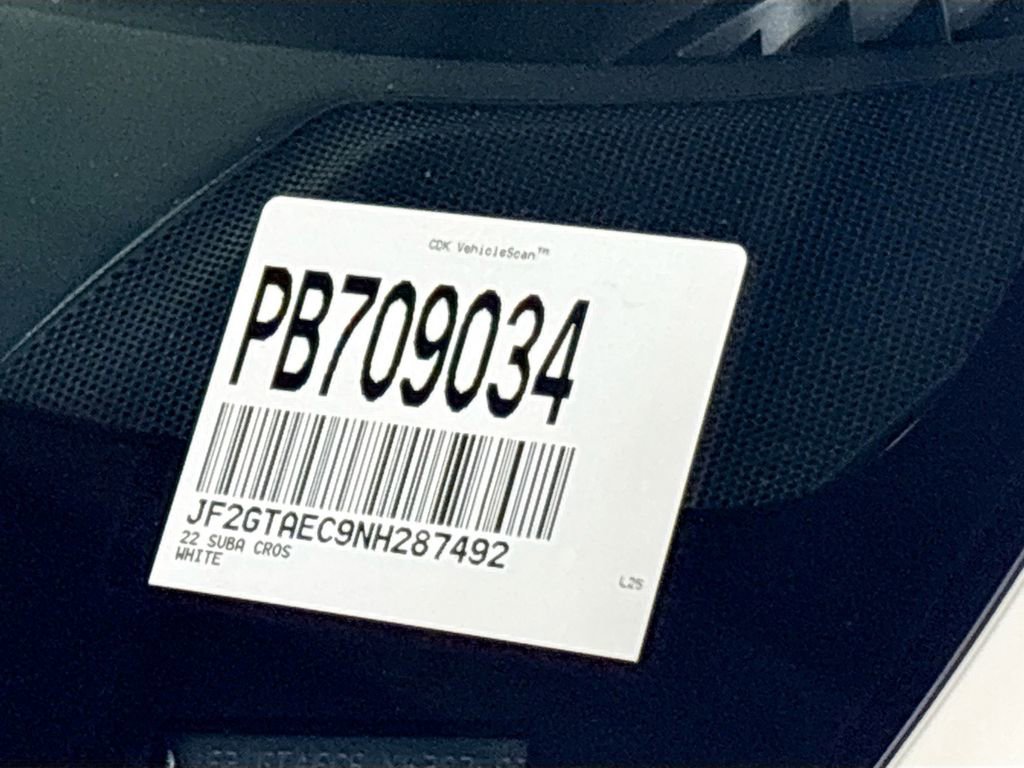 CDK VehicleScan™
PB709034
JF2GTAEC9NH287492
22 SUBA CROS
WHITE
L25